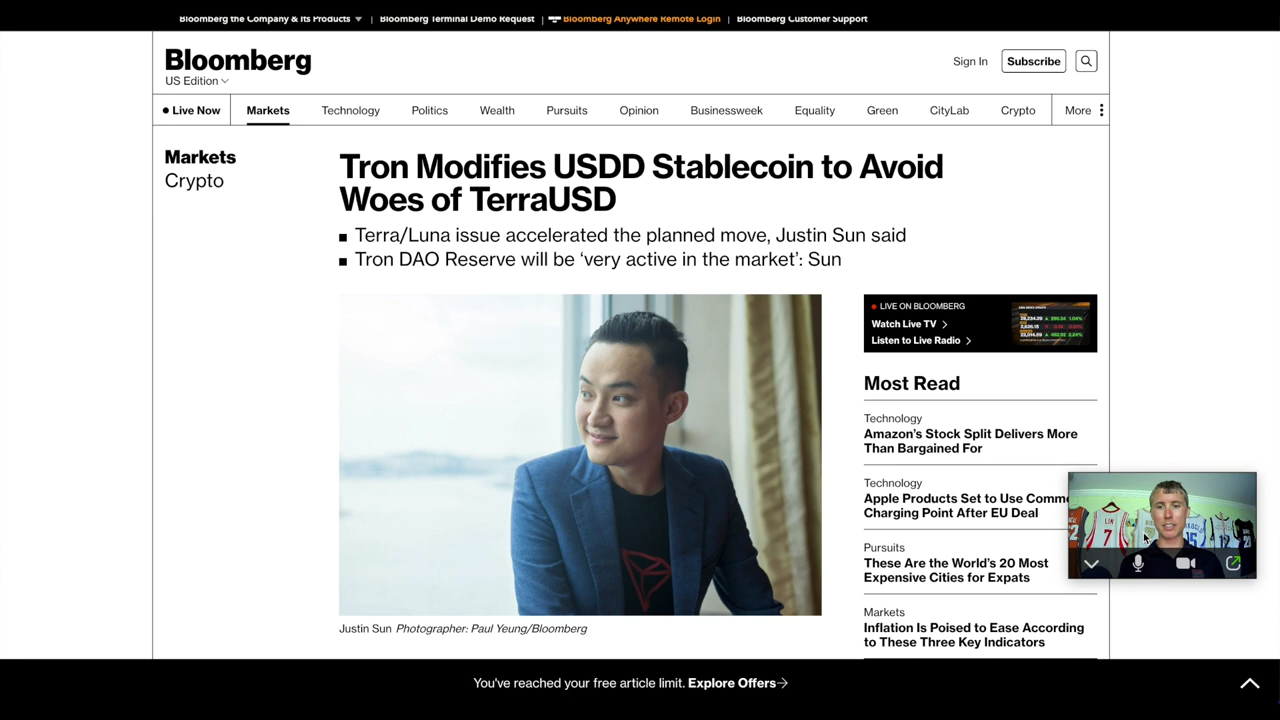 Bloomberg the Company & Its Products
Bloomberg Terminal Demo Request
Bloomberg Anywhere Remote Login
Bloomberg Customer Support
Bloomberg
US Edition
Sign In
Subscribe
Live Now
Markets
Technology
Politics
Wealth
Pursuits
Opinion
Businessweek
Equality
Green
CityLab
Crypto
More
Markets
Crypto
Tron Modifies USDD Stablecoin to Avoid
Woes of TerraUSD
Terra/Luna issue accelerated the planned move, Justin Sun said
Tron DAO Reserve will be ‘very active in the market’: Sun
Justin Sun Photographer: Paul Yeung/Bloomberg
LIVE ON BLOOMBERG
Watch Live TV
Listen to Live Radio
Most Read
Technology
Amazon’s Stock Split Delivers More
Than Bargained For
Technology
Apple Products Set to Use
Charging Point After EU Deal
Pursuits
These Are the World’s 20 Most
Expensive Cities for Expats
Markets
Inflation Is Poised to Ease According
to These Three Key Indicators
LIN
7
You've reached your free article limit. Explore Offers